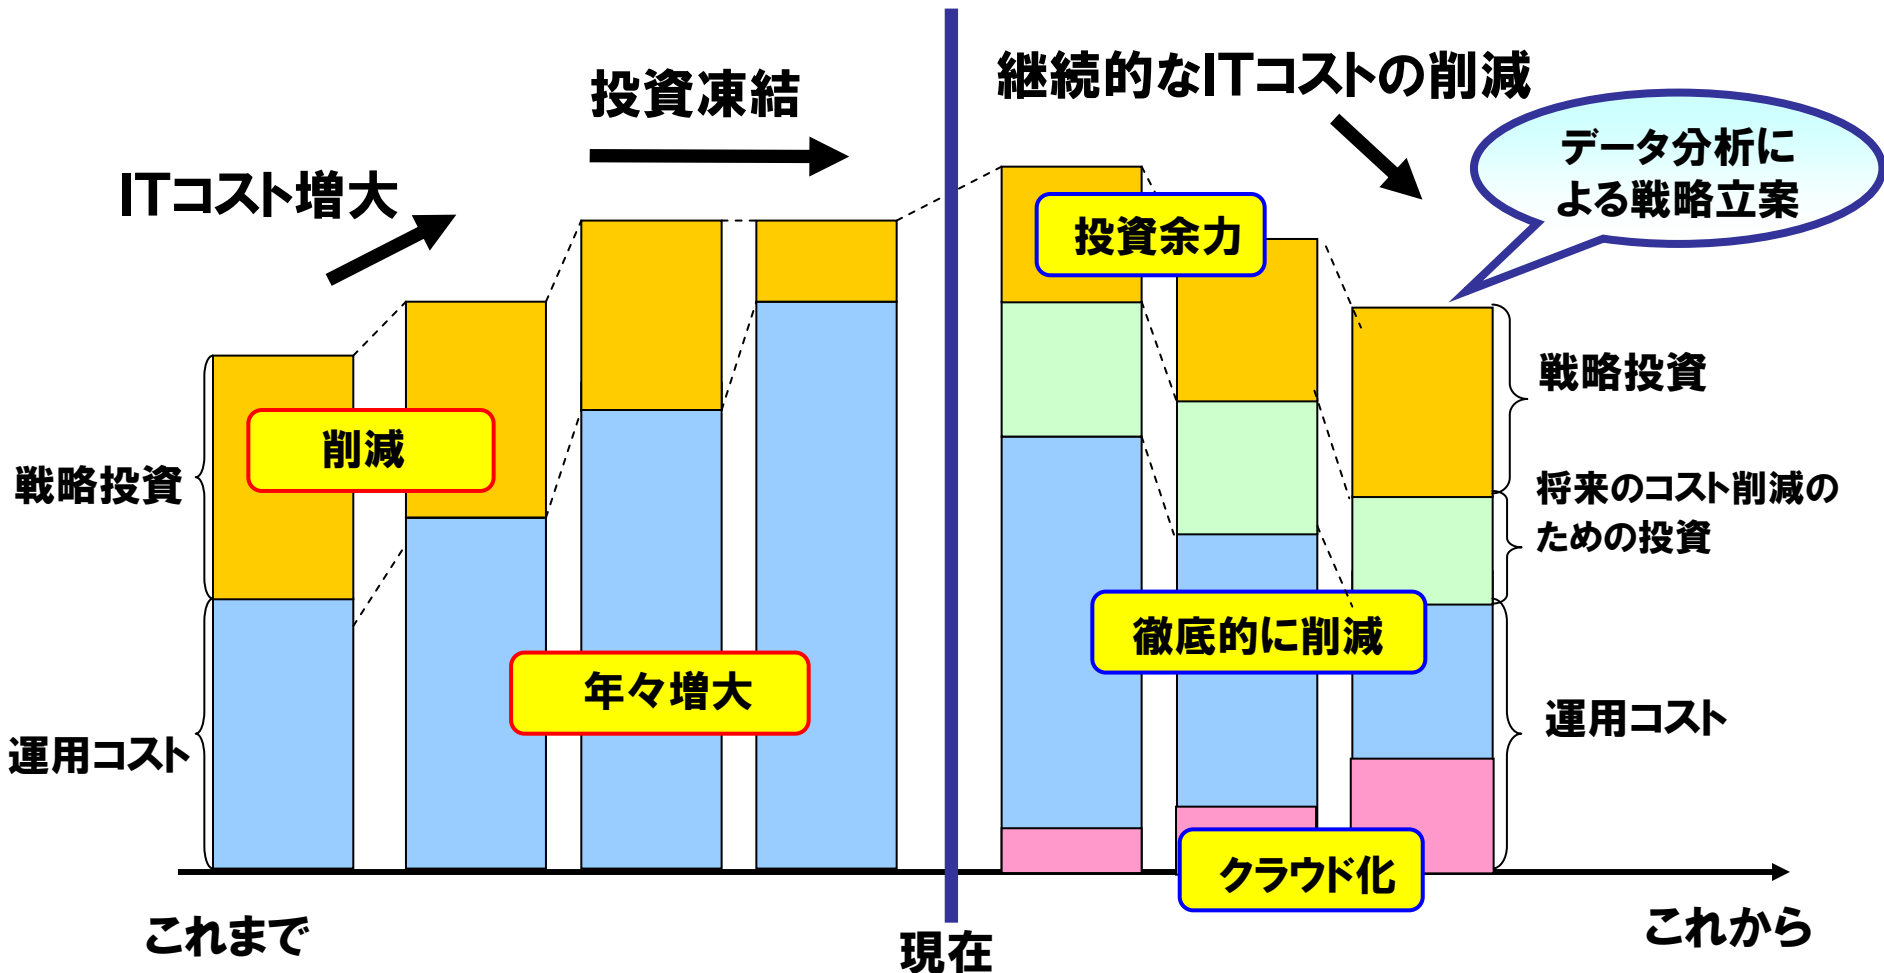 投資凍結
継続的なITコストの削減
ITコスト増大
データ分析に
よる戦略立案
投資余力
削減
戦略投資
戦略投資
将来のコスト削減の
ための投資
徹底的に削減
年々増大
運用コスト
運用コスト
クラウド化
これまで
現在
これから